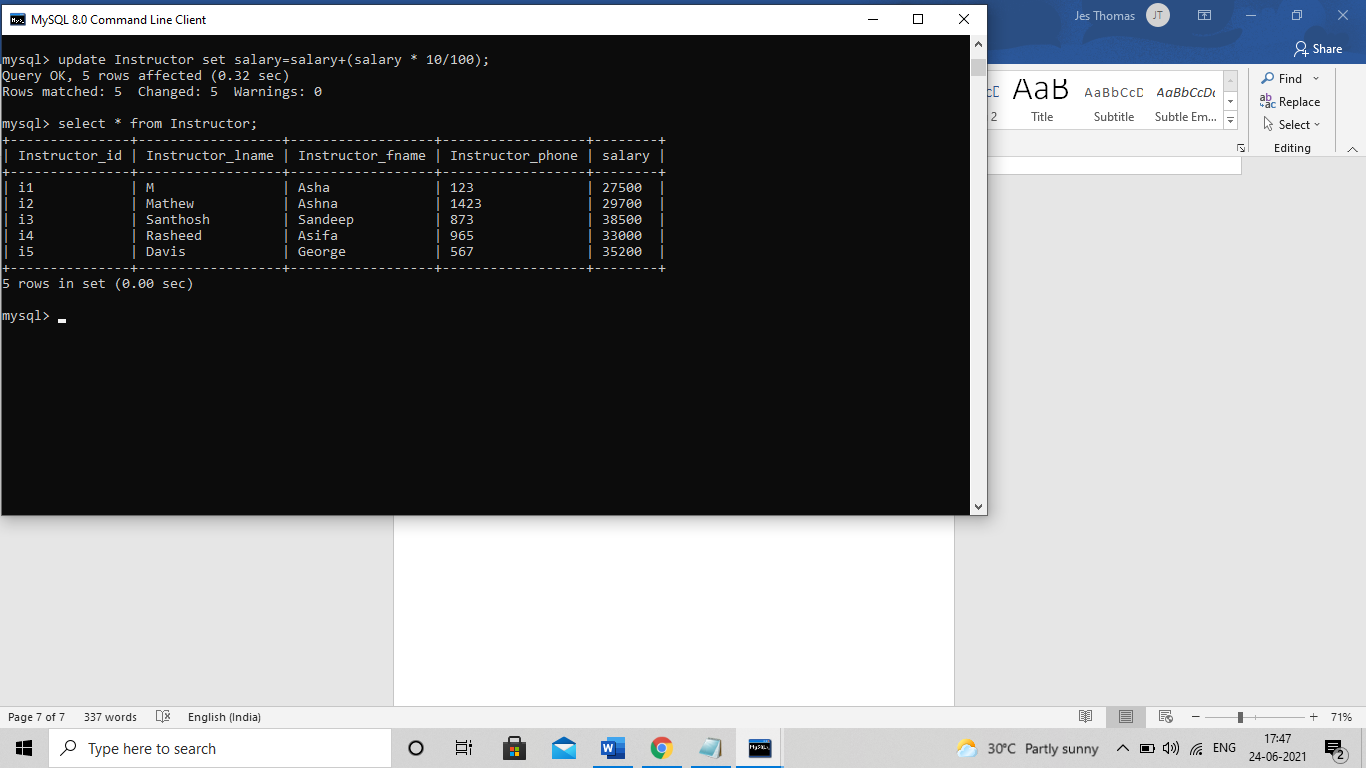 MySQL 8.0 Command Line Client
Jes Thomas JT
Share
mysql> update Instructor set salary=salary+(salary * 10/100);
Query OK, 5 rows affected (0.32 sec)
Rows matched: 5  Changed: 5  Warnings: 0
mysql> select * from Instructor;
+---------------+------------------+------------------+------------------+--------+
| Instructor_id | Instructor_lname | Instructor_fname | Instructor_phone | salary |
+---------------+------------------+------------------+------------------+--------+
| i1            | M                | Asha             | 123              | 27500  |
| i2            | Mathew           | Ashna            | 1423             | 29700  |
| i3            | Santhosh         | Sandeep          | 873              | 38500  |
| i4            | Rasheed          | Asifa            | 965              | 33000  |
| i5            | Davis            | George           | 567              | 35200  |
+---------------+------------------+------------------+------------------+--------+
5 rows in set (0.00 sec)
mysql>
AaB AaBbCcD AaBbCcDc
2 Title Subtitle Subtle Em...
Find
Replace
Select
Editing
Page 7 of 7 337 words English (India) 71%
Type here to search
30°C Partly sunny ENG
17:47
24-06-2021
2